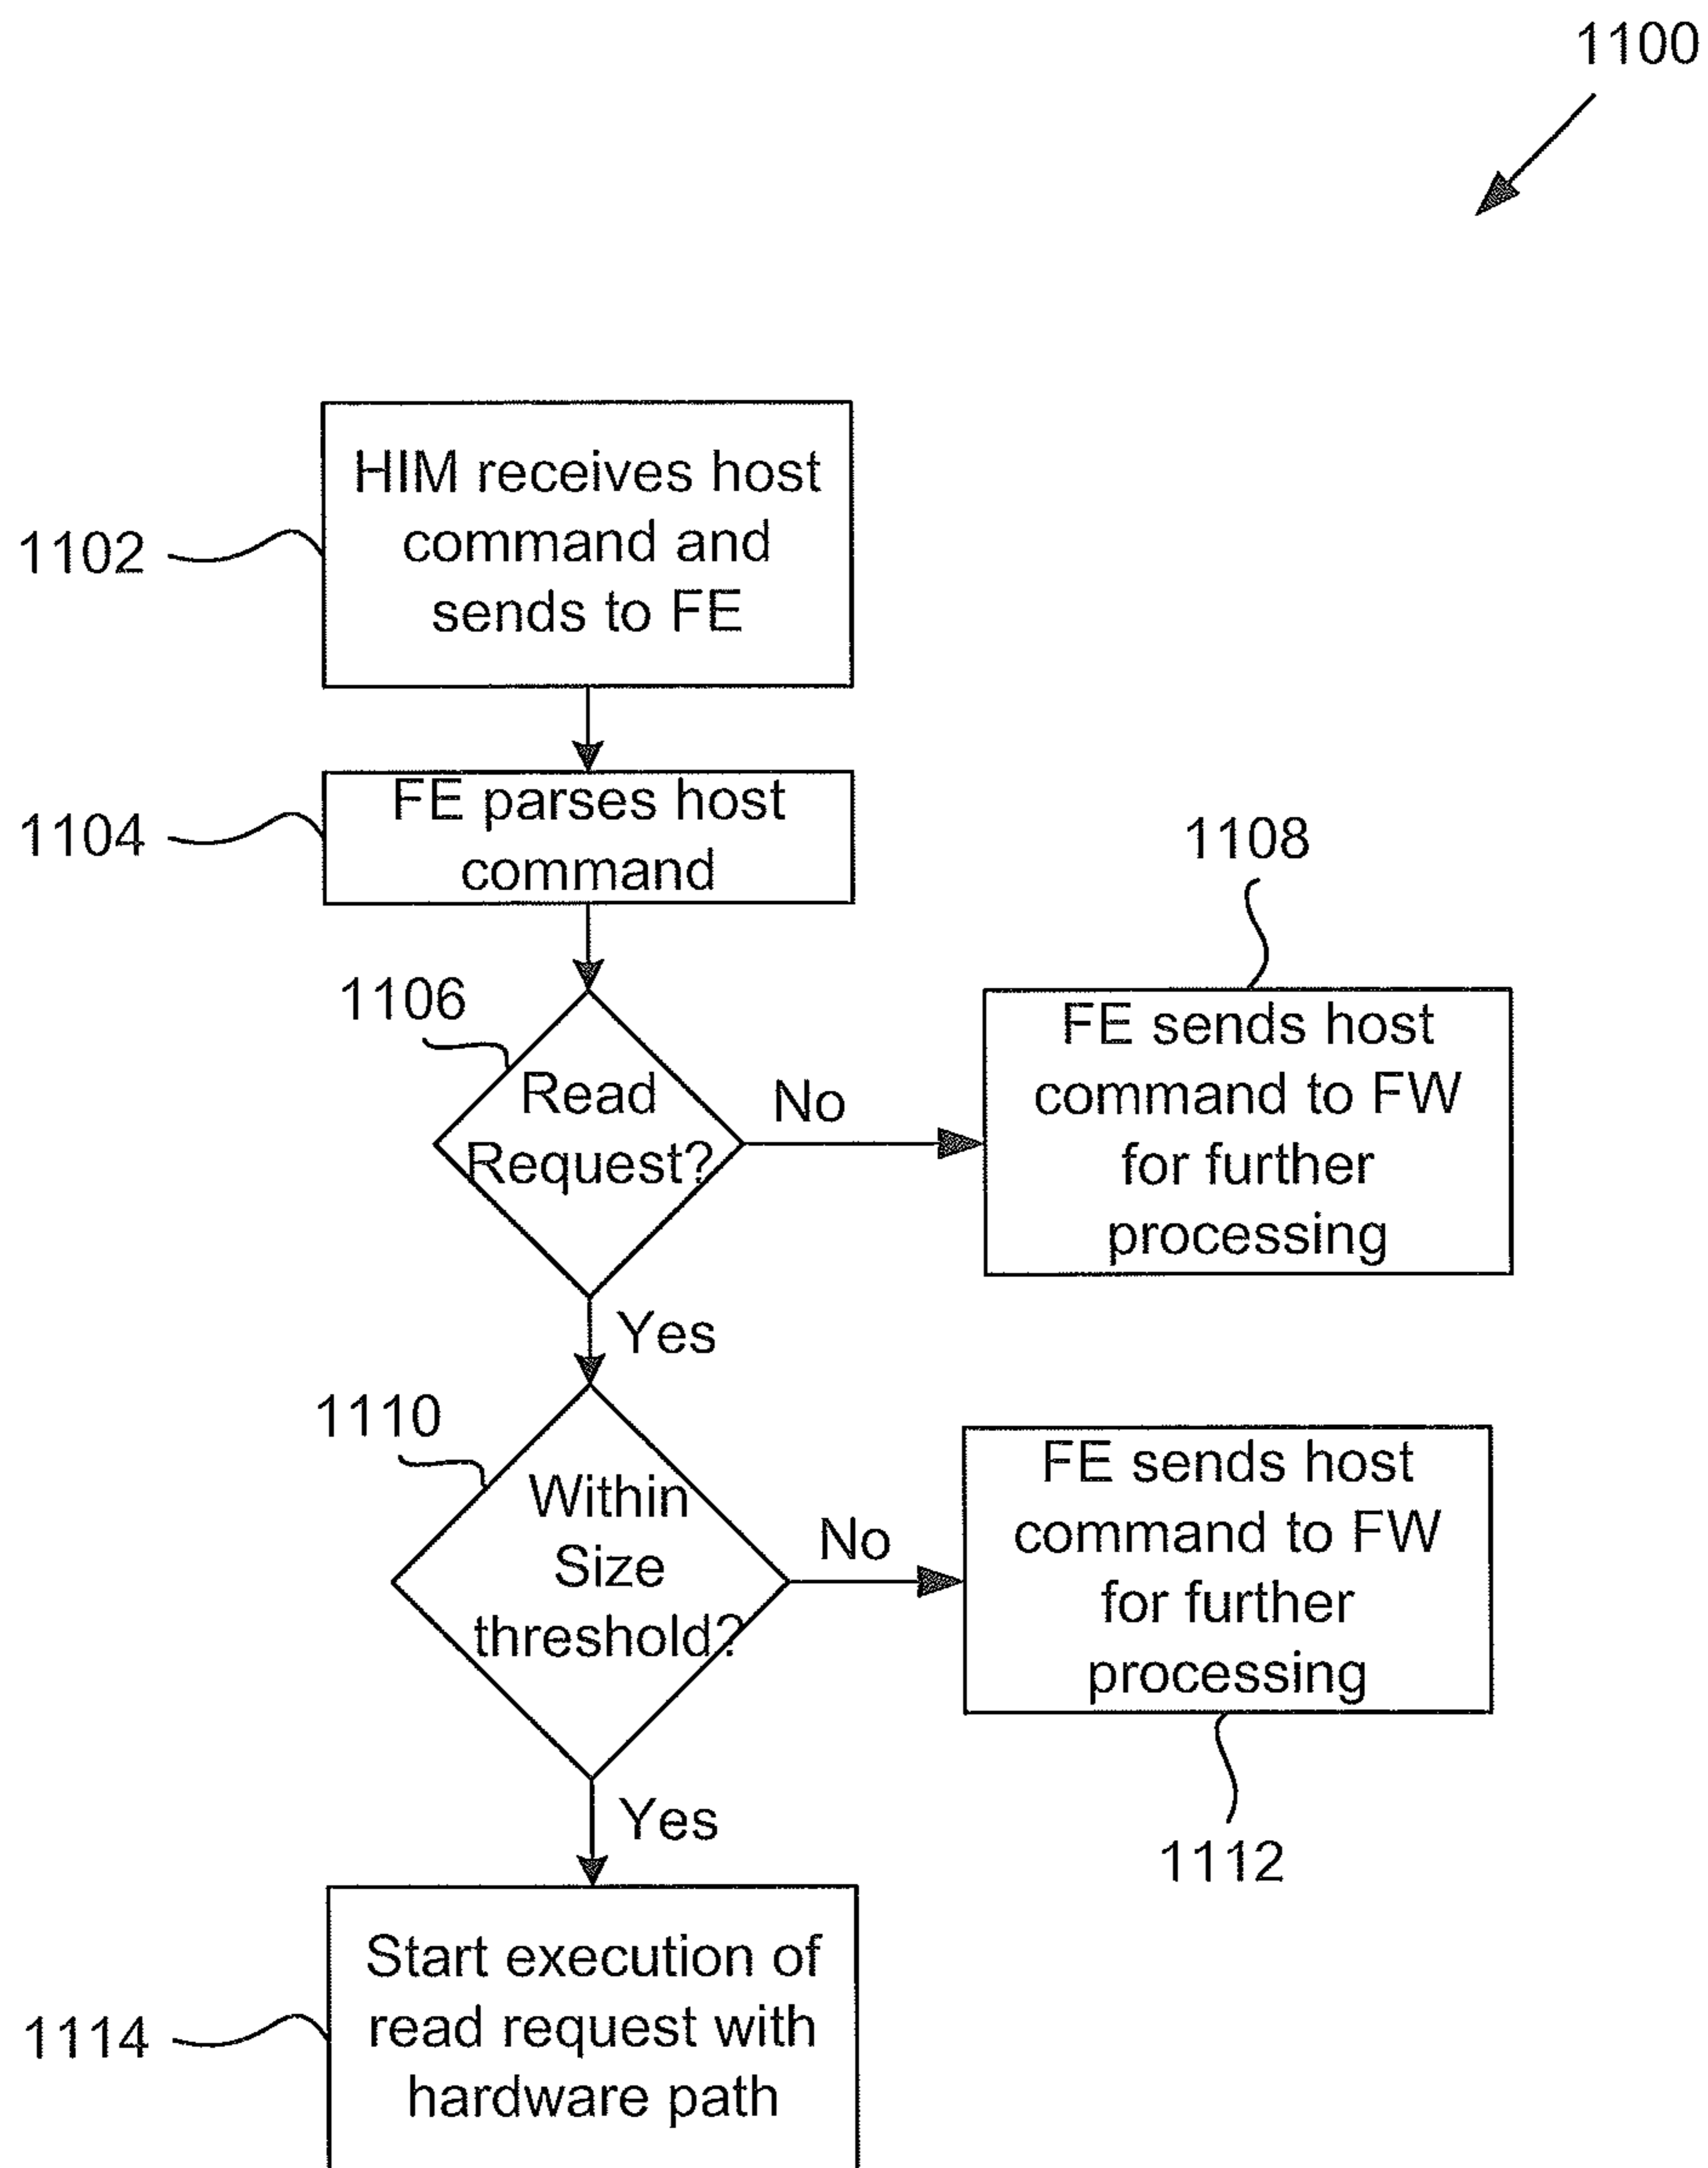 1100
HIM receives host
command and
sends to FE
1102
FE parses host
command
1104
1108
1106
Read
Request?
No
FE sends host
command to FW
for further
processing
Yes
1110
Within
Size
threshold?
No
FE sends host
command to FW
for further
processing
Yes
1112
Start execution of
read request with
hardware path
1114